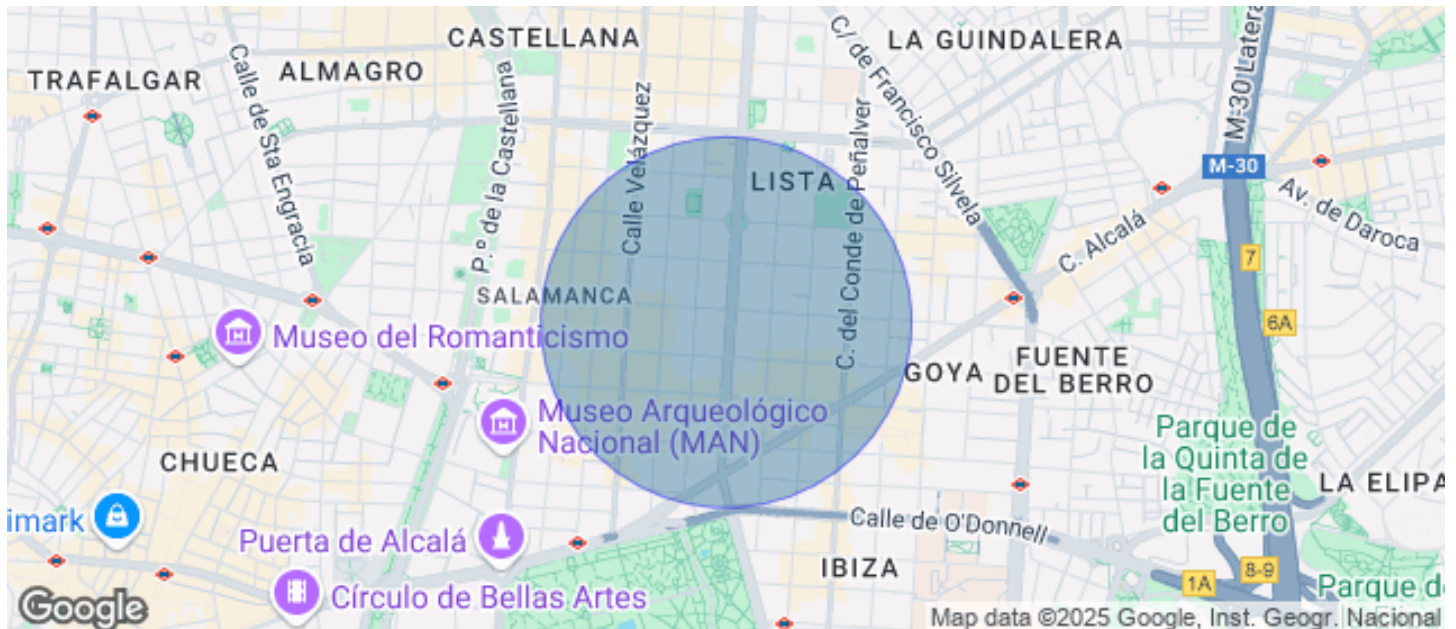 CASTELLANA
LA GUINDALERA
TRAFALGAR
ALMAGRO
Calle de Sta Engracia
P.º de la Castellana
Calle Velázquez
C/ de Francisco Silvela
M-30 Latera
M-30
LISTA
C. del Conde de Peñalver
C. Alcalá
Av. de Daroca
7
6A
SALAMANCA
Museo del Romanticismo
GOYA
FUENTE
DEL BERRO
Museo Arqueológico
Nacional (MAN)
CHUECA
Parque de
la Quinta de
la Fuente
del Berro
LA ELIPA
imark
Puerta de Alcalá
Calle de O'Donnell
IBIZA
Círculo de Bellas Artes
1A
8-9
Parque d
Google
Map data ©2025 Google, Inst. Geogr. Nacional